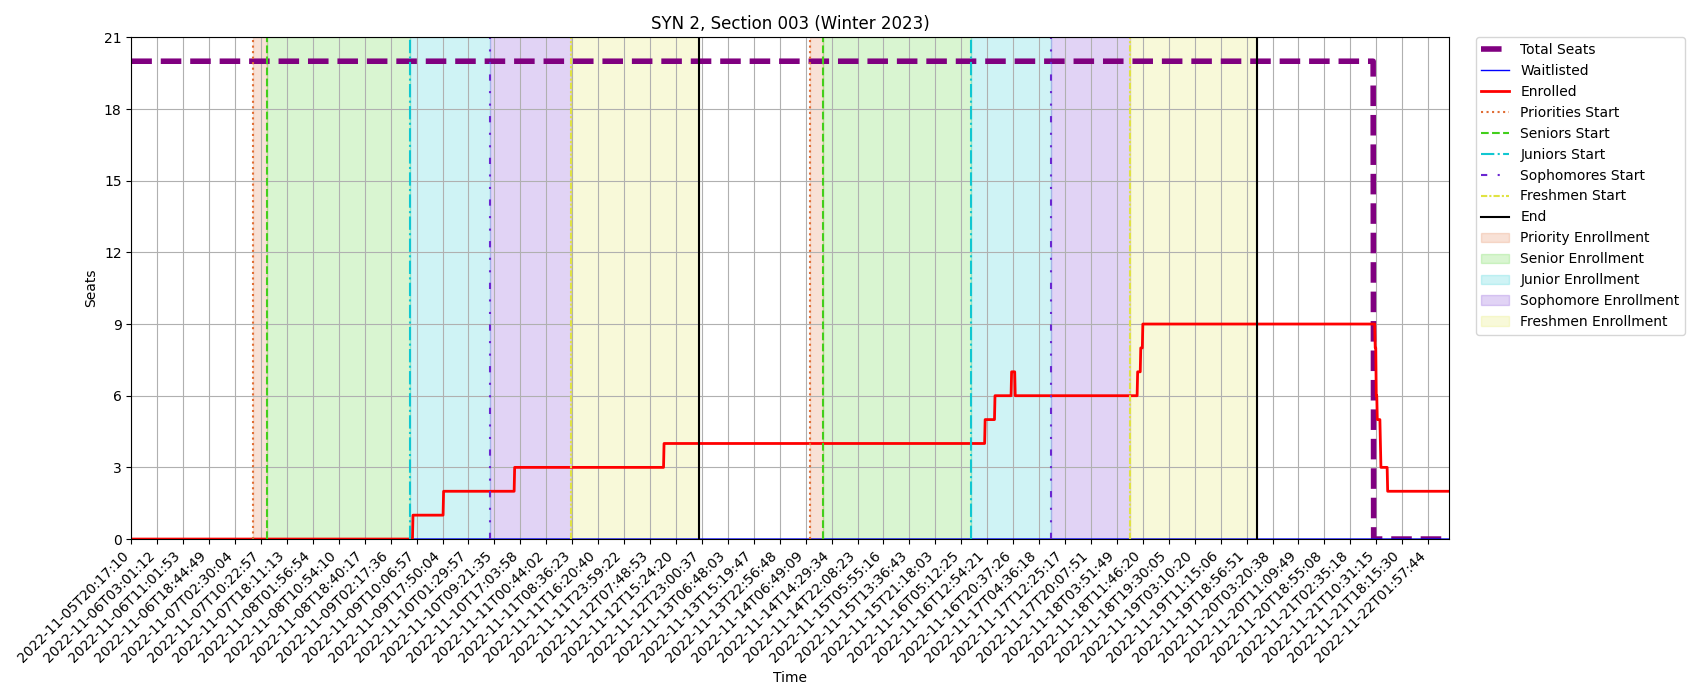 SYN 2, Section 003 (Winter 2023)
Seats
21
18
15
12
9
6
3
0
2022-11-05T20:17:10
2022-11-06T03:01:12
2022-11-06T11:01:53
2022-11-06T18:44:49
2022-11-07T02:30:04
2022-11-07T10:22:57
2022-11-07T18:11:13
2022-11-08T01:56:54
2022-11-08T10:54:10
2022-11-08T18:40:17
2022-11-09T02:17:36
2022-11-09T10:06:57
2022-11-09T17:50:04
2022-11-10T01:29:57
2022-11-10T09:21:35
2022-11-10T17:03:58
2022-11-11T00:44:02
2022-11-11T08:36:23
2022-11-11T16:20:40
2022-11-11T23:59:22
2022-11-12T07:48:53
2022-11-12T15:24:20
2022-11-12T23:00:37
2022-11-13T06:48:03
2022-11-13T15:19:47
2022-11-13T22:56:48
2022-11-14T06:49:09
2022-11-14T14:29:34
2022-11-14T22:08:23
2022-11-15T05:55:16
2022-11-15T13:36:43
2022-11-15T21:18:03
2022-11-16T05:12:25
2022-11-16T12:54:21
2022-11-16T20:37:26
2022-11-17T04:36:18
2022-11-17T12:25:17
2022-11-17T20:07:51
2022-11-18T03:51:49
2022-11-18T11:46:20
2022-11-18T19:30:05
2022-11-19T03:10:20
2022-11-19T11:15:06
2022-11-19T18:56:51
2022-11-20T03:20:38
2022-11-20T11:09:49
2022-11-20T18:55:08
2022-11-21T02:35:18
2022-11-21T10:31:15
2022-11-21T18:15:30
2022-11-22T01:57:44
Time
Total Seats
Waitlisted
Enrolled
Priorities Start
Seniors Start
Juniors Start
Sophomores Start
Freshmen Start
End
Priority Enrollment
Senior Enrollment
Junior Enrollment
Sophomore Enrollment
Freshmen Enrollment